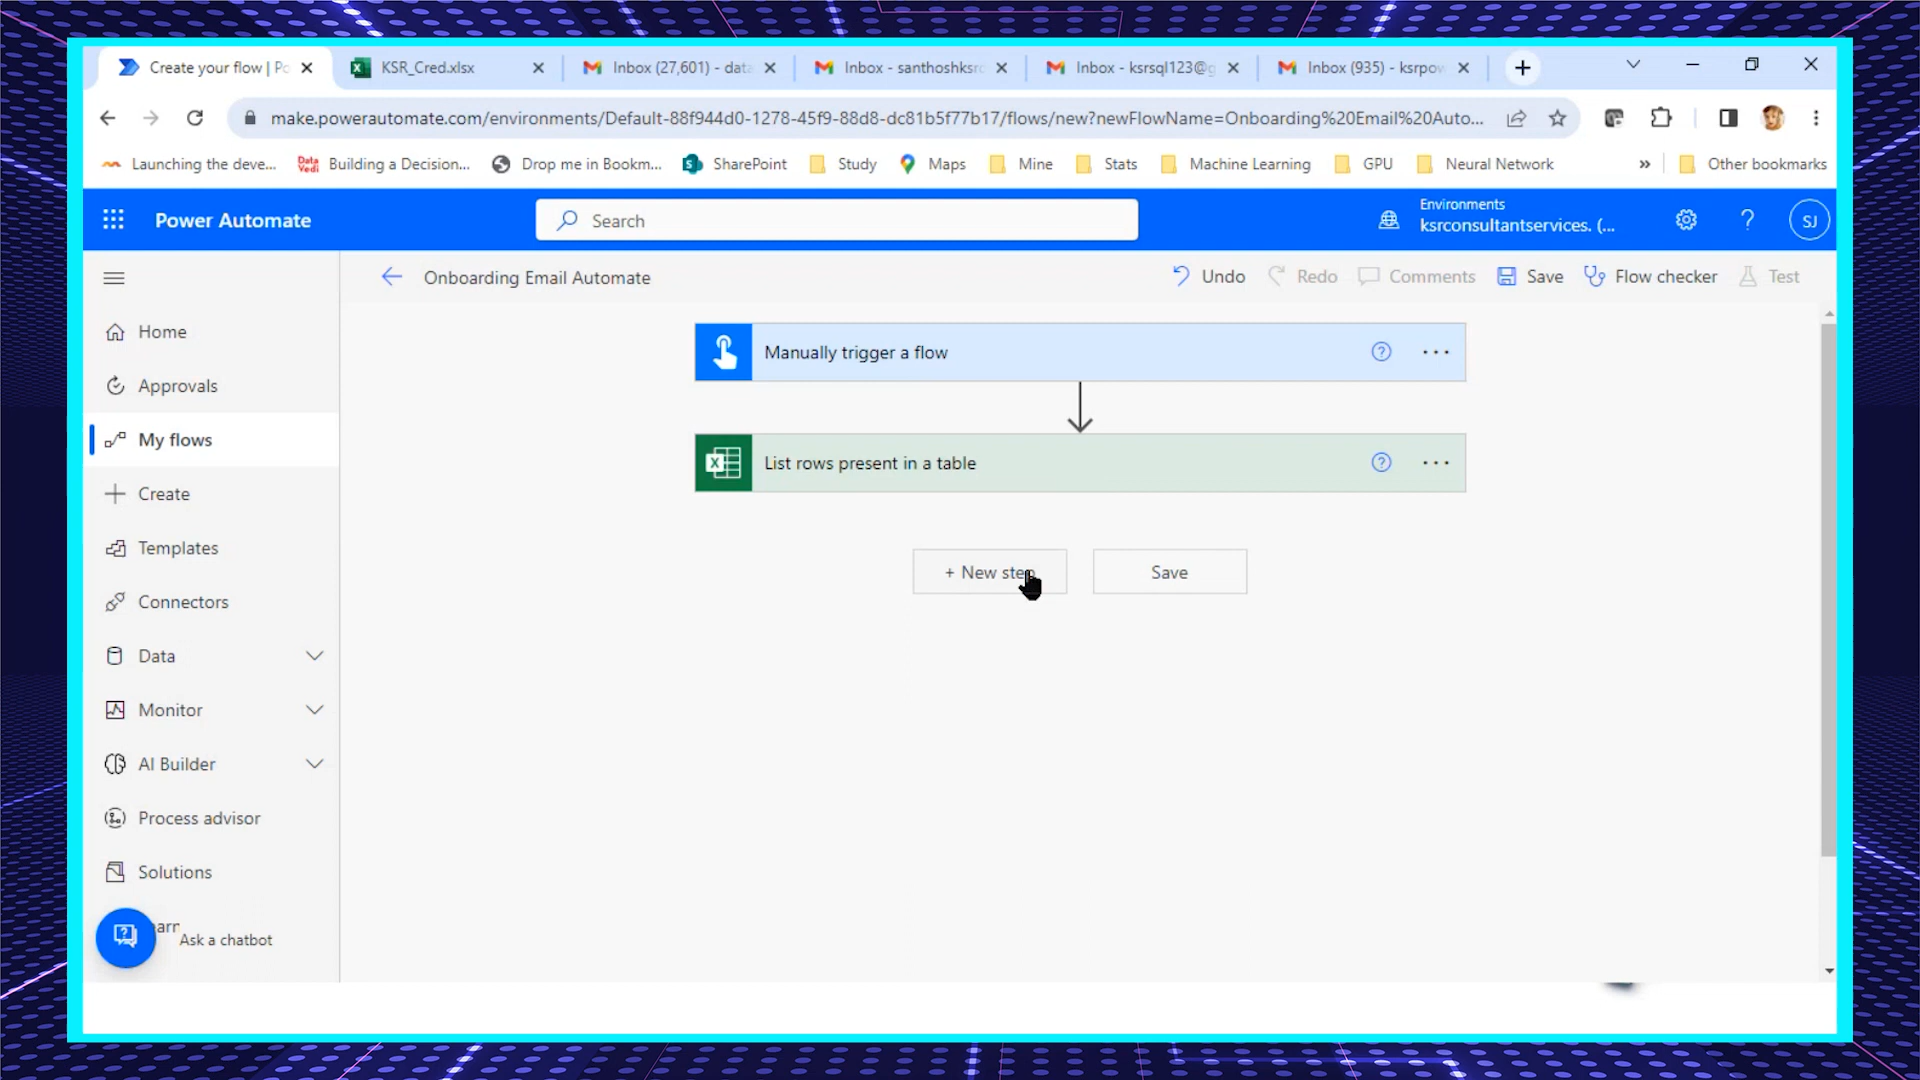 Create your flow | Po
KSR_Cred.xlsx
Inbox (27,601) - data
Inbox - santhoshksrd
Inbox - ksrsql123@g
Inbox (935) - ksrpow
make.powerautomate.com/environments/Default-88f944d0-1278-45f9-88d8-dc81b5f77b17/flows/new?newFlowName=Onboarding%20Email%20Auto...
Launching the deve...
Data Vedi
Building a Decision...
Drop me in Bookm...
SharePoint
Study
Maps
Mine
Stats
Machine Learning
GPU
Neural Network
»
Other bookmarks
Power Automate
Search
Environments
ksrconsultantservices. (...
?
SJ
Onboarding Email Automate
Undo
Redo
Comments
Save
Flow checker
Test
Home
Approvals
My flows
Create
Templates
Connectors
Data
Monitor
AI Builder
Process advisor
Solutions
Ask a chatbot
Manually trigger a flow
List rows present in a table
+ New step
Save